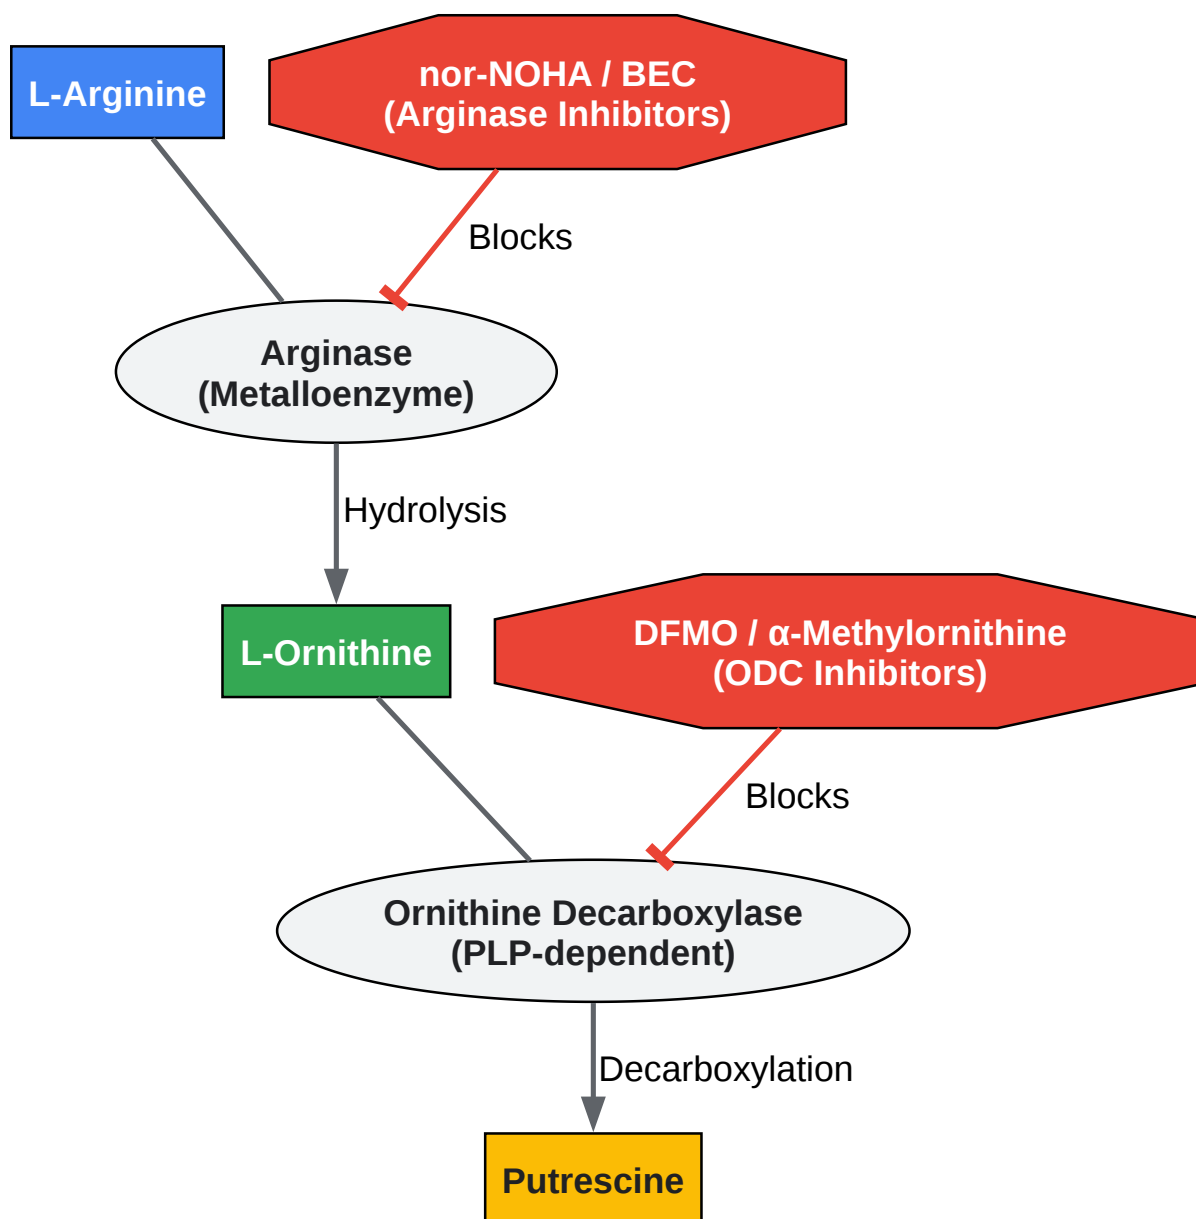 L-Arginine
nor-NOHA / BEC
(Arginase Inhibitors)
Blocks
Arginase
(Metalloenzyme)
Hydrolysis
L-Ornithine
DFMO / α-Methylornithine
(ODC Inhibitors)
Blocks
Ornithine Decarboxylase
(PLP-dependent)
Decarboxylation
Putrescine